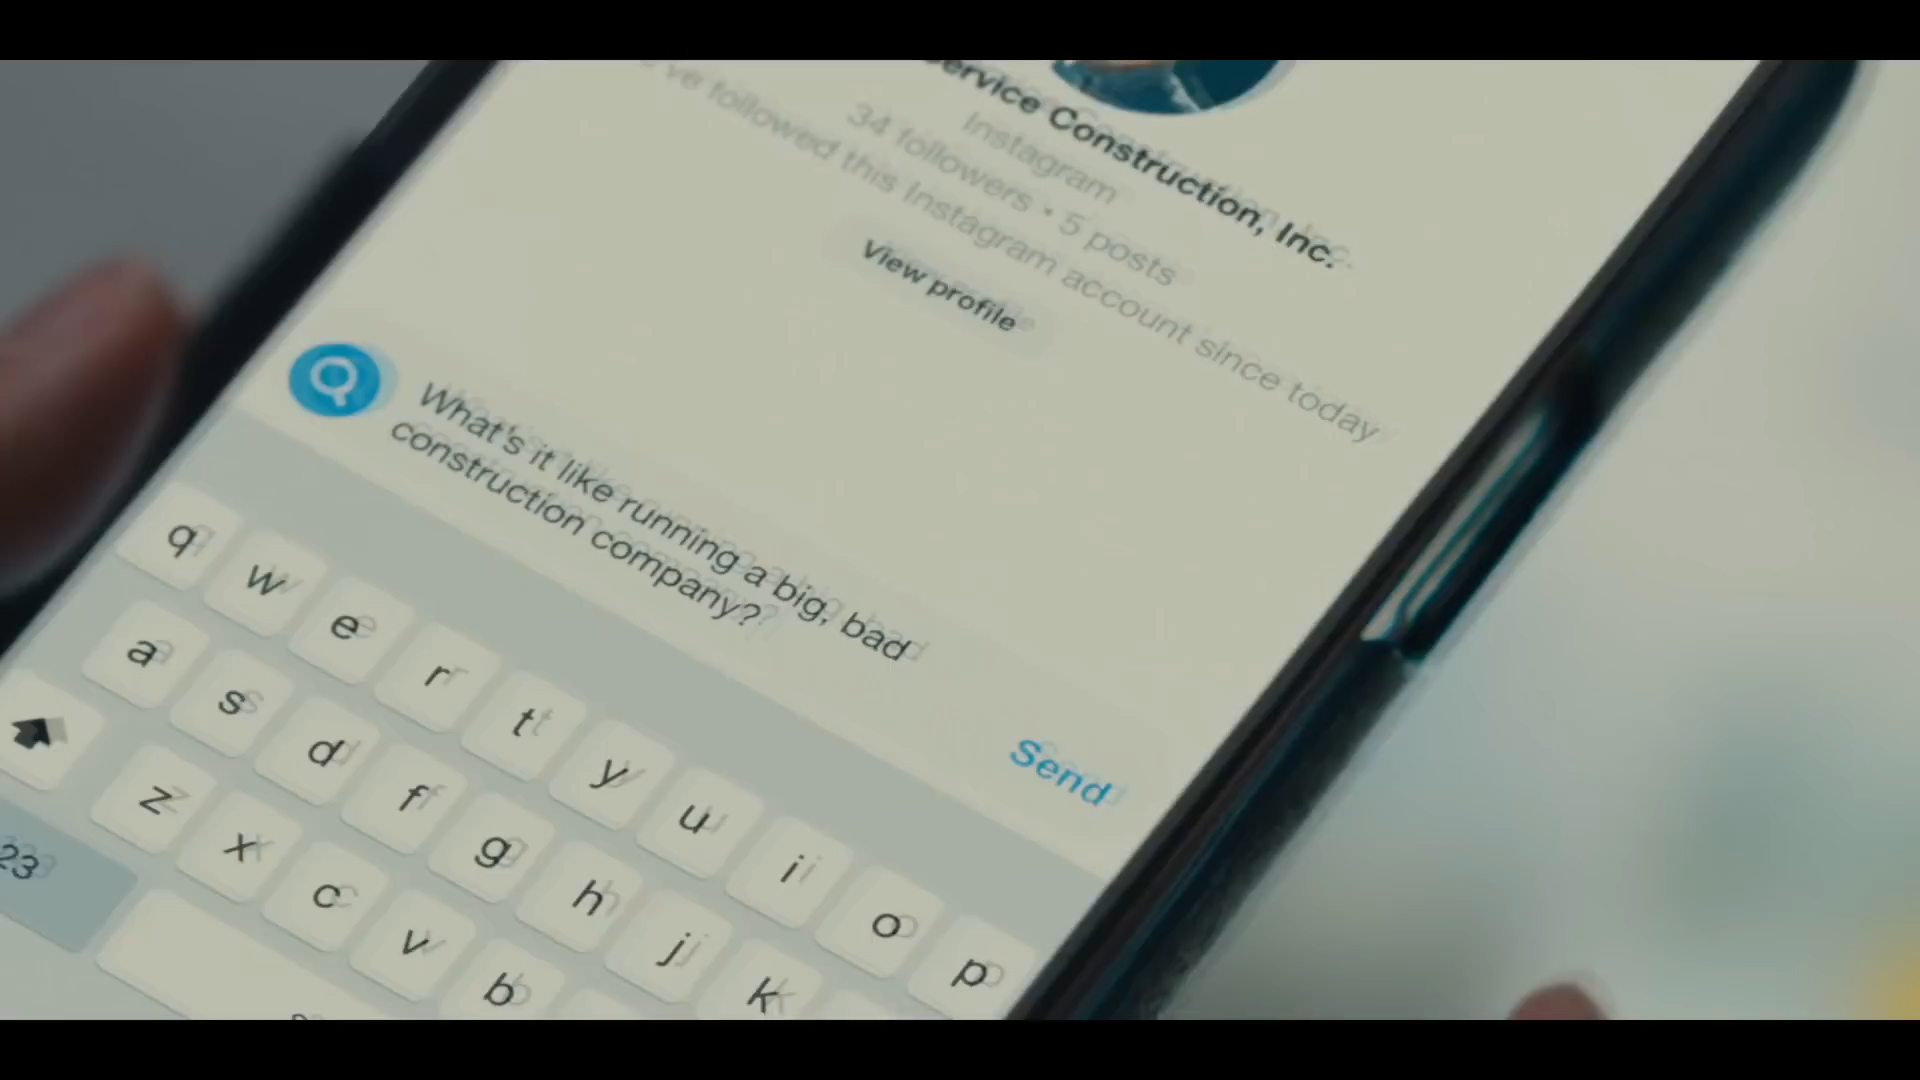 Service Construction, Inc.
Instagram
34 followers • 5 posts
've followed this Instagram account since today
View profile
What's it like running a big, bad
construction company?
Send
q w e r t y u i o p
a s d f g h j k
z x c v b
23